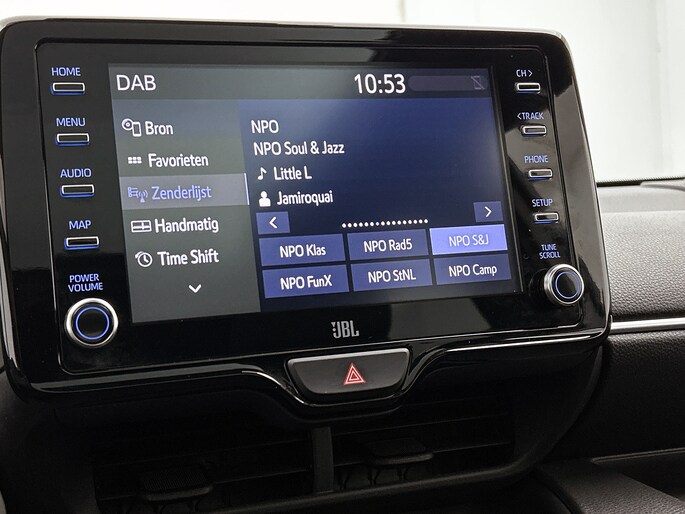 HOME
MENU
AUDIO
MAP
POWER
VOLUME
DAB
10:53
Bron
Favorieten
Zenderlijst
Handmatig
Time Shift
NPO
NPO Soul & Jazz
Little L
Jamiroquai
NPO Klas NPO Rad5 NPO S&J
NPO FunX NPO StNL NPO Camp
CH >
< TRACK
PHONE
SETUP
TUNE
SCROLL
JBL